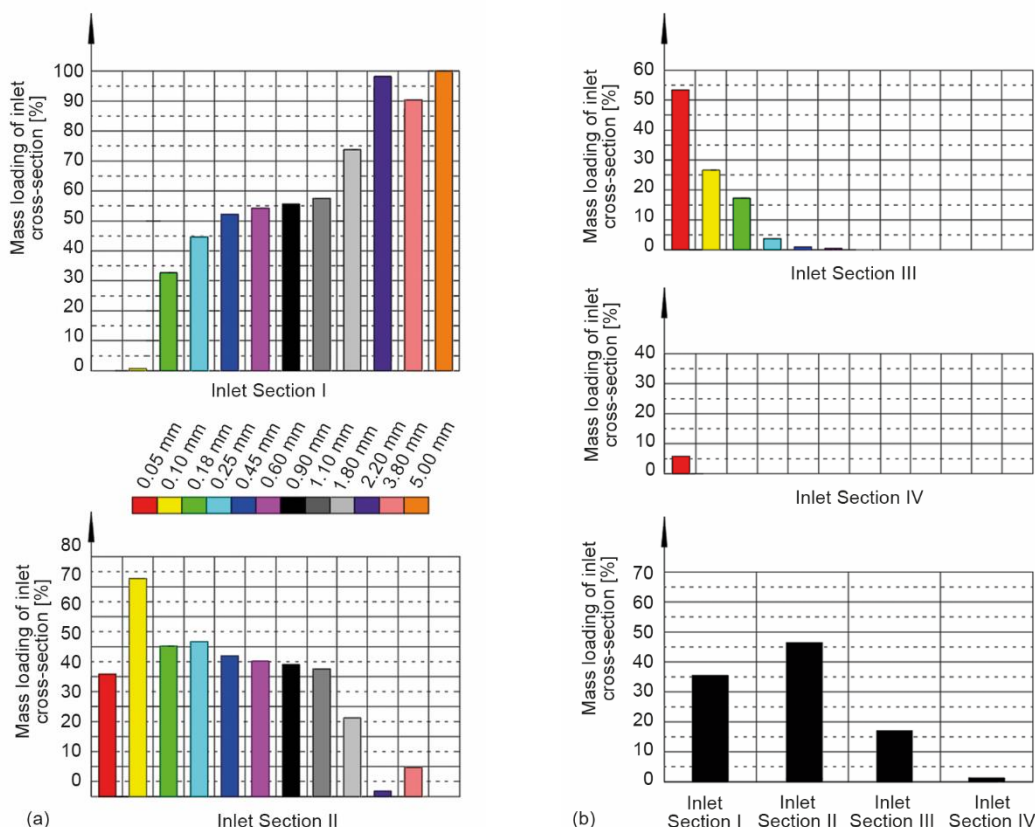 Mass loading of inlet
cross-section [%]
100
90
80
70
60
50
40
30
20
10
0
Inlet Section I
0.05 mm
0.10 mm
0.18 mm
0.25 mm
0.45 mm
0.60 mm
0.90 mm
1.10 mm
1.80 mm
2.20 mm
3.80 mm
5.00 mm
Mass loading of inlet
cross-section [%]
80
70
60
50
40
30
20
10
0
Inlet Section II
(a)
Mass loading of inlet
cross-section [%]
60
50
40
30
20
10
0
Inlet Section III
Mass loading of inlet
cross-section [%]
40
30
20
10
0
Inlet Section IV
Mass loading of inlet
cross-section [%]
70
60
50
40
30
20
10
0
Inlet Inlet Inlet Inlet
Section I Section II Section III Section IV
(b)